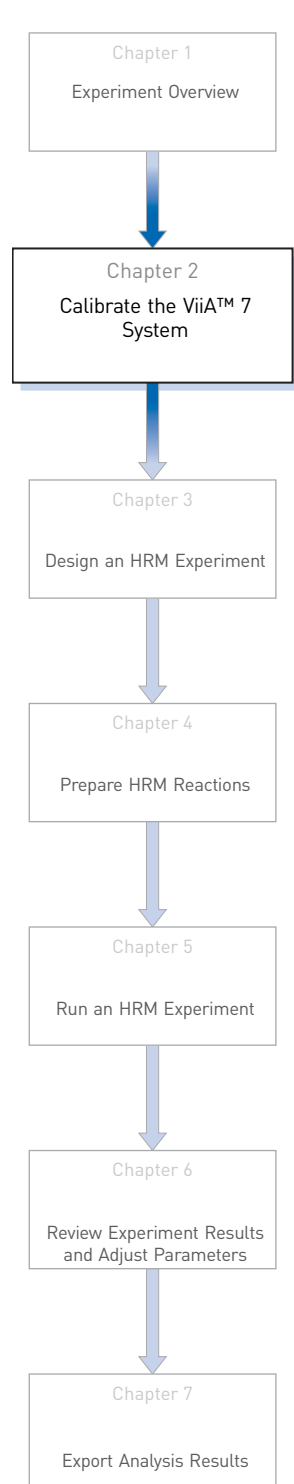 Chapter 1
Experiment Overview
Chapter 2
Calibrate the ViiA™ 7
System
Chapter 3
Design an HRM Experiment
Chapter 4
Prepare HRM Reactions
Chapter 5
Run an HRM Experiment
Chapter 6
Review Experiment Results
and Adjust Parameters
Chapter 7
Export Analysis Results